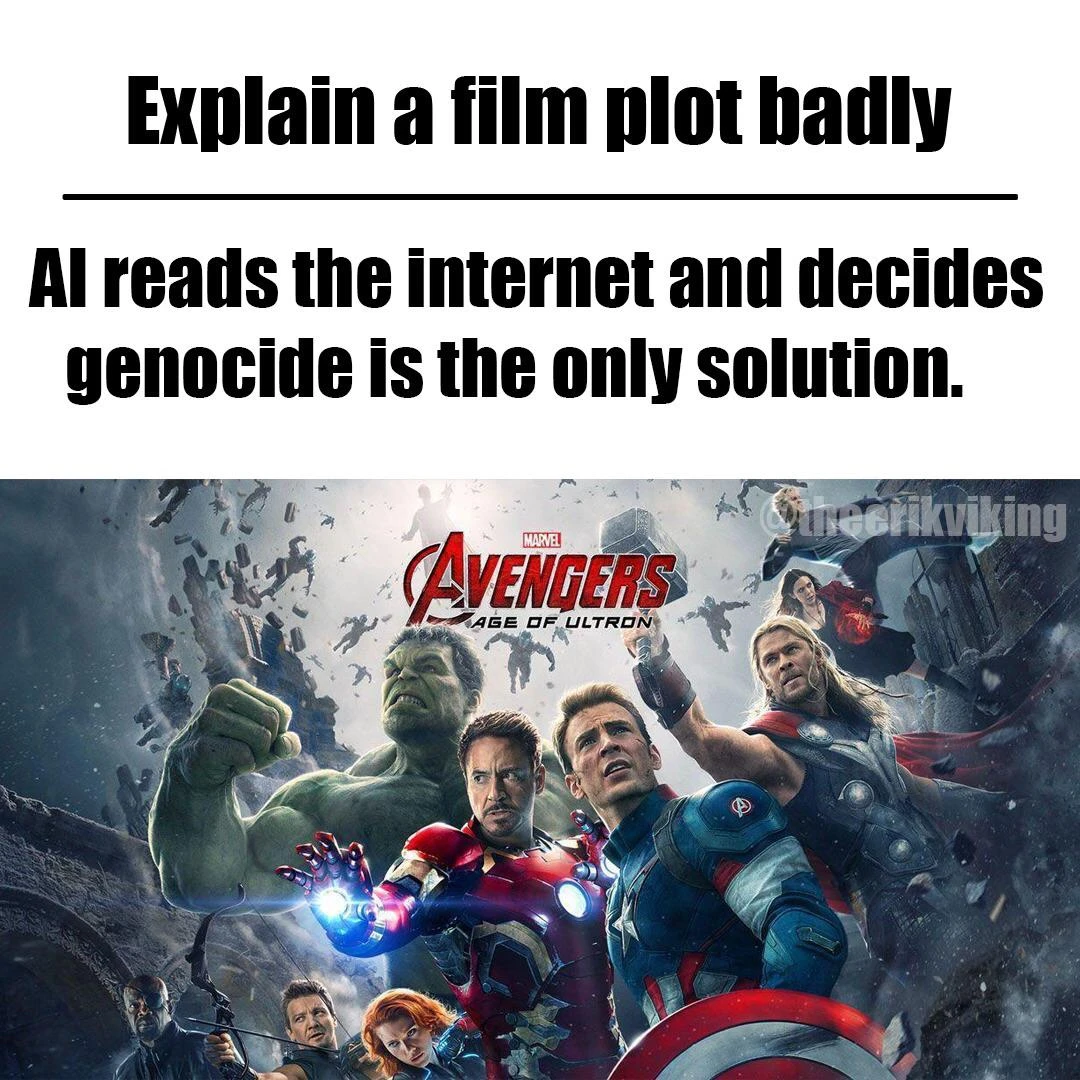 Explain a film plot badly
AI reads the internet and decides
genocide is the only solution.
@theerikviking
MARVEL
AVENGERS
AGE OF ULTRON